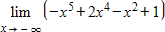 lim (-x⁵+2x⁴-x²+1)
x→ -∞